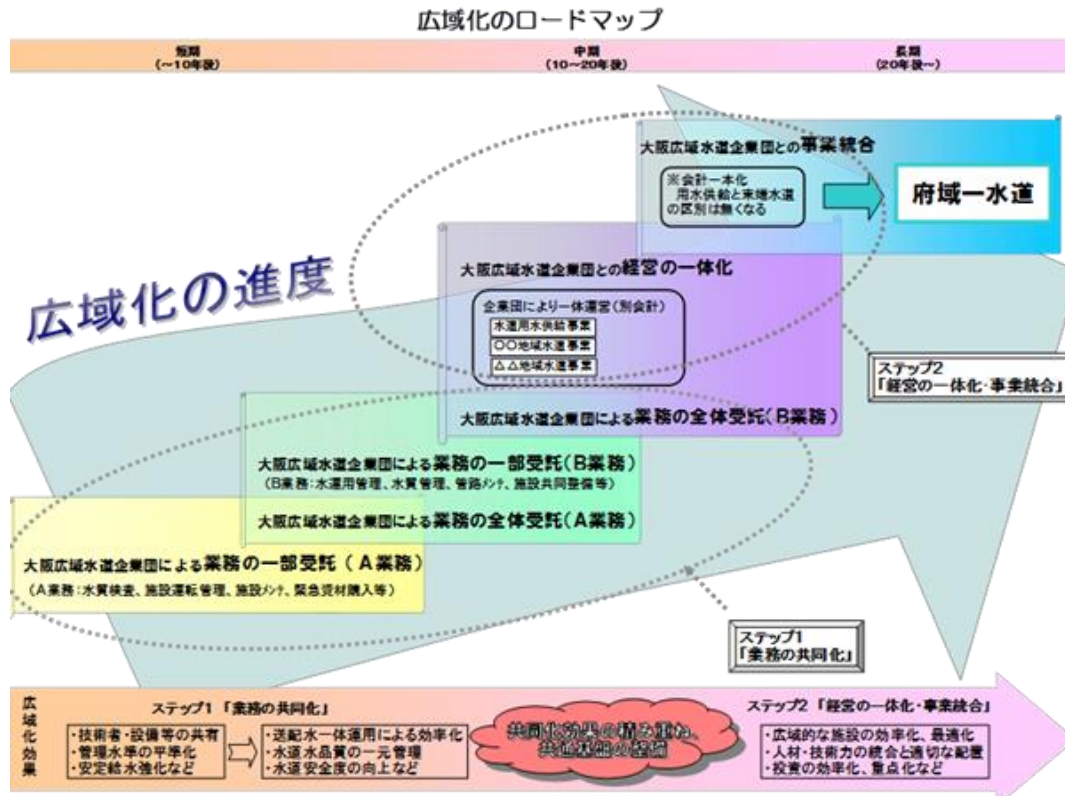 広域化のロードマップ
短期
(～10年後)
中期
(10～20年後)
長期
(20年後～)
大阪広域水道企業団との事業統合
※会計一本化
用水供給と末端水道
の区別は無くなる
府域一水道
広域化の進度
大阪広域水道企業団との経営の一体化
企業団により一体運営(別会計)
水道用水供給事業
〇〇地域水道事業
△△地域水道事業
大阪広域水道企業団による業務の全体受託(B業務)
ステップ2
「経営の一体化・事業統合」
大阪広域水道企業団による業務の一部受託(B業務)
(B業務:水運用管理、水質管理、管路メンテ、施設共同整備等)
大阪広域水道企業団による業務の全体受託(A業務)
大阪広域水道企業団による業務の一部受託(A業務)
(A業務:水質検査、施設運転管理、施設メンテ、緊急資材購入等)
ステップ1
「業務の共同化」
広域化効果
ステップ1 「業務の共同化」
・技術者・設備等の共有
・管理水準の平準化
・安定給水強化など
・送配水一体運用による効率化
・水道水品質の一元管理
・水道安全度の向上など
共同化効果の積み重ね、
共通基盤の整備
ステップ2 「経営の一体化・事業統合」
・広域的な施設の効率化、最適化
・人材・技術力の統合と適切な配置
・投資の効率化、重点化など